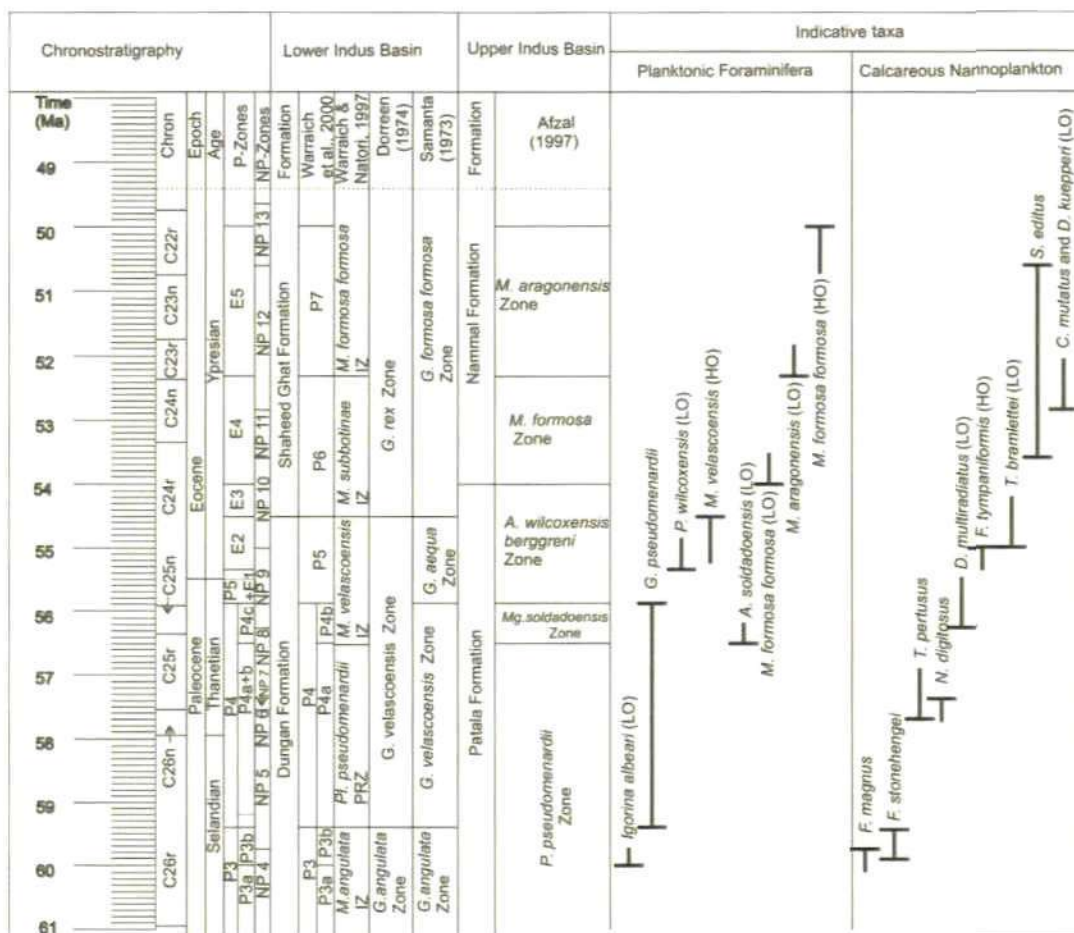 Chronostratigraphy
Lower Indus Basin
Upper Indus Basin
Indicative taxa
Planktonic Foraminifera
Calcareous Nannoplankton
Time
(Ma)
Chron
Epoch
Age
P-Zones
NP-Zones
Formation
Warraich
et al., 2000
Warraich &
Natori, 1997
Dorreen
(1974)
Samanta
(1973)
Formation
Afzal
(1997)
49
50
51
52
53
54
55
56
57
58
59
60
61
C22r
C23n
C23r
C24n
C24r
C25n
C25r
C26n
C26r
Eocene
Paleocene
Ypresian
Thanetian
Selandian
E5
E4
E3
E2
P5
+E1
P4c
P4a+b
P4
P3b
P3
P3a
NP 13
NP 12
NP 11
NP 10
NP 9
NP 8
NP7
NP 6
NP 5
NP 4
Shaheed Ghat Formation
Dungan Formation
P7
P6
P5
P4b
P4
P4a
P3b
P3
P3a
M. formosa formosa
IZ
M. subbotinae
IZ
M. velascoensis
IZ
Pl. pseudomenardii
PRZ
M.angulata
IZ
G. rex Zone
G. velascoensis Zone
G.angulata
Zone
G. formosa formosa
Zone
G. aequa
Zone
G. velascoensis Zone
G.angulata
Zone
Nammal Formation
Patala Formation
M. aragonensis
Zone
M. formosa
Zone
A. wilcoxensis
berggreni
Zone
Mg.soldadoensis
Zone
P. pseudomenardii
Zone
Igorina albeari (LO)
G. pseudomenardii
P. wilcoxensis (LO)
M. velascoensis (HO)
A. soldadoensis (LO)
M. formosa formosa (LO)
M. aragonensis (LO)
M. formosa formosa (HO)
F. magnus
F. stonehengei
T. pertusus
N. digitosus
D. multiradiatus (LO)
F. tympaniformis (HO)
T. bramlettei (LO)
S. editus
C. mutatus and D. kuepperi (LO)